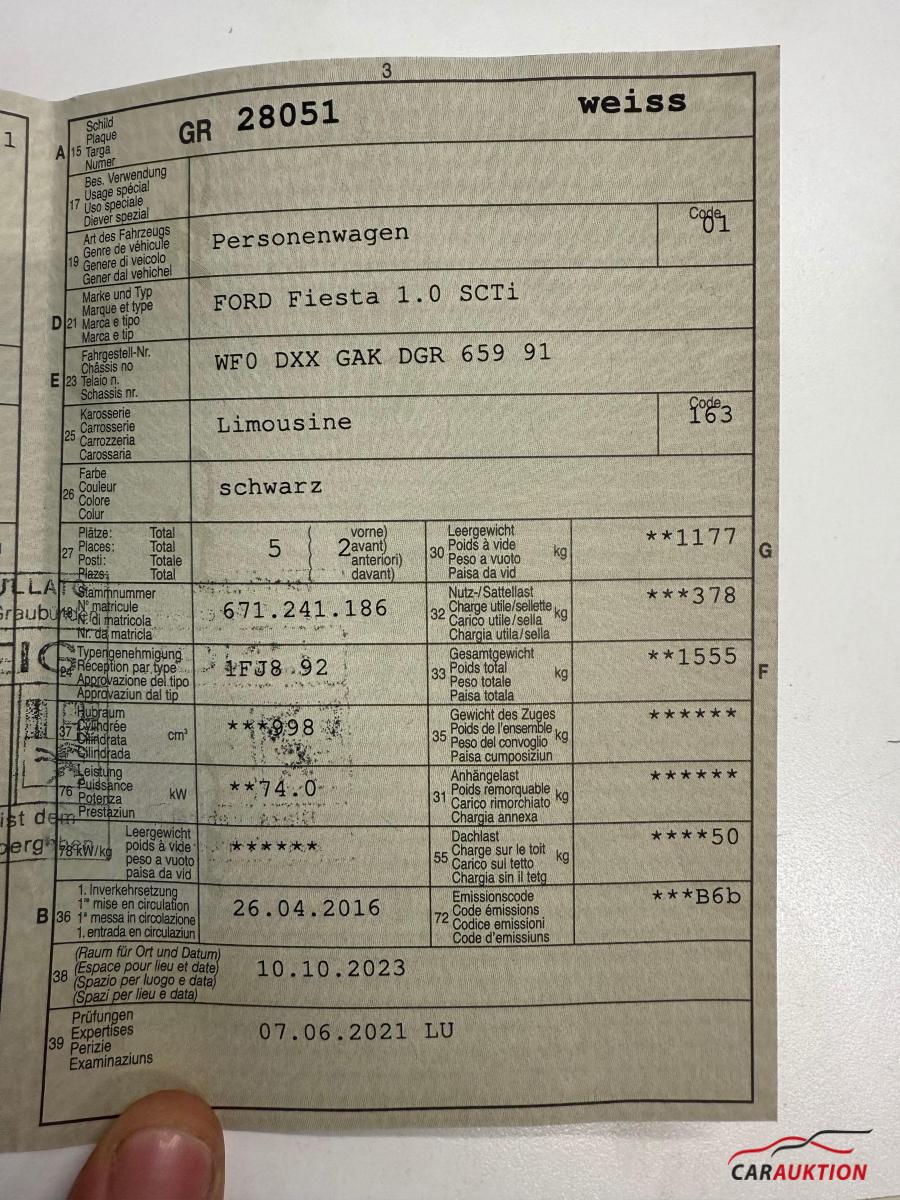 3
1
A 15 Schild
Plaque
Targa
Numer
GR 28051 weiss
17 Bes. Verwendung
Usage spécial
Uso speciale
Diever spezial
19 Art des Fahrzeugs
Genre de véhicule
Genere di veicolo
Gener dal vehichel
Personenwagen
Code
01
D 21 Marke und Typ
Marque et type
Marca e tipo
Marca e tip
FORD Fiesta 1.0 SCTi
E 23 Fahrgestell-Nr.
Châssis no
Telaio n.
Schassis nr.
WF0 DXX GAK DGR 659 91
25 Karosserie
Carrosserie
Carrozzeria
Carossaria
Limousine
Code
163
26 Farbe
Couleur
Colore
Colur
schwarz
27 Plätze: Total
Places: Total
Posti: Totale
Plazs: Total
5 ( 2
vorne)
avant)
anteriori)
davant)
30 Leergewicht
Poids à vide
Peso a vuoto
Paisa da vid
kg
**1177
G
18 Stammnummer
N° matricule
N. di matricola
Nr. da matricla
671.241.186
32 Nutz-/Sattellast
Charge utile/sellette
Carico utile/sella
Chargia utila/sella
kg
***378
24 Typengenehmigung
Réception par type
Approvazione del tipo
Approvaziun dal tip
1FJ8 92
33 Gesamtgewicht
Poids total
Peso totale
Paisa totala
kg
**1555
F
37 Hubraum
Cylindrée
Cilindrata
Cilindrada
cm³
***998
35 Gewicht des Zuges
Poids de l'ensemble
Peso del convoglio
Paisa cumposiziun
kg
******
76 Leistung
Puissance
Potenza
Prestaziun
kW
**74.0
31 Anhängelast
Poids remorquable
Carico rimorchiato
Chargia annexa
kg
******
78 kW/kg
Leergewicht
poids à vide
peso a vuoto
paisa da vid
******
55 Dachlast
Charge sur le toit
Carico sul tetto
Chargia sin il tetg
kg
****50
B 36 1. Inverkehrsetzung
1re mise en circulation
1a messa in circolazione
1. entrada en circulaziun
26.04.2016
72 Emissionscode
Code émissions
Codice emissioni
Code d'emissiuns
***B6b
38 (Raum für Ort und Datum)
(Espace pour lieu et date)
(Spazio per luogo e data)
(Spazi per lieu e data)
10.10.2023
39 Prüfungen
Expertises
Perizie
Examinaziuns
07.06.2021 LU
CARAUKTION